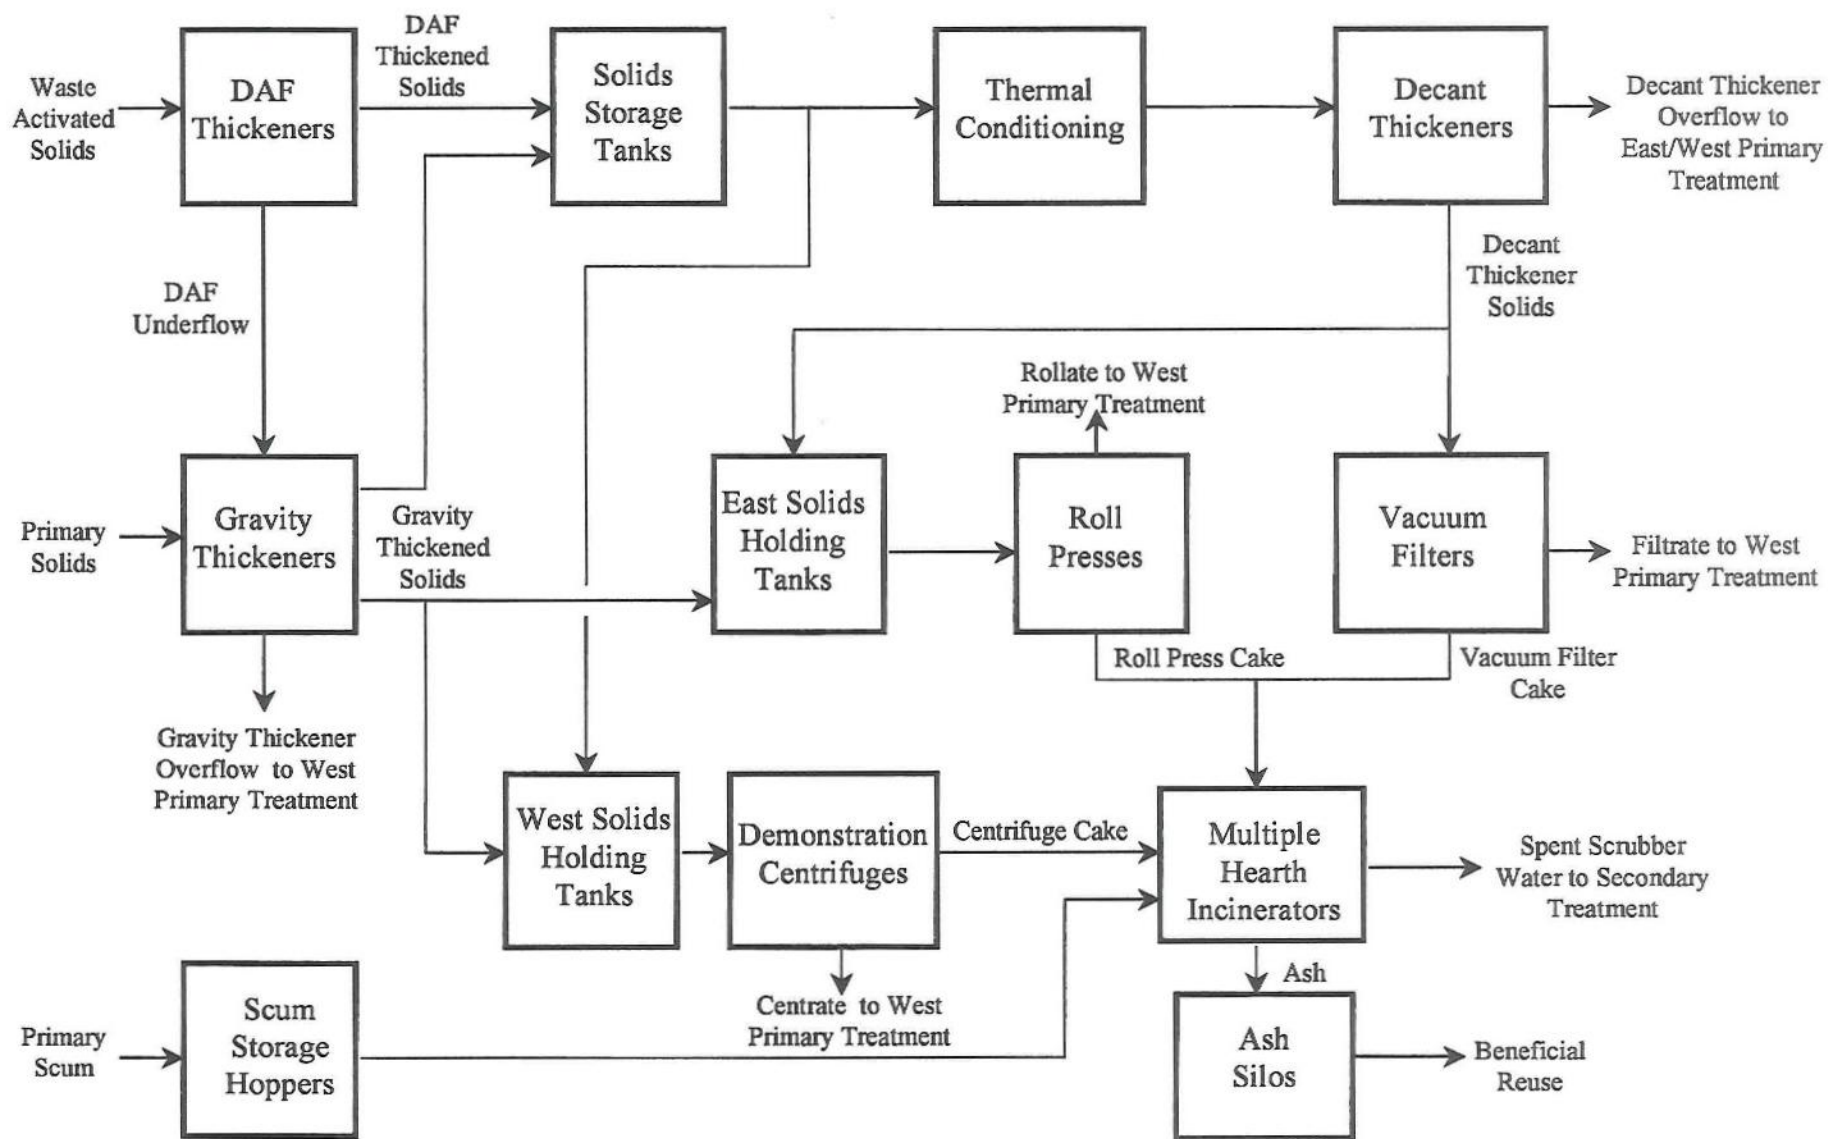 Waste
Activated
Solids
DAF
Thickeners
DAF
Thickened
Solids
Solids
Storage
Tanks
Thermal
Conditioning
Decant
Thickeners
Decant Thickener
Overflow to
East/West Primary
Treatment
DAF
Underflow
Decant
Thickener
Solids
Rollate to West
Primary Treatment
Primary
Solids
Gravity
Thickeners
Gravity
Thickened
Solids
East Solids
Holding
Tanks
Roll
Presses
Vacuum
Filters
Filtrate to West
Primary Treatment
Roll Press Cake
Vacuum Filter
Cake
Gravity Thickener
Overflow to West
Primary Treatment
West Solids
Holding
Tanks
Demonstration
Centrifuges
Centrifuge Cake
Multiple
Hearth
Incinerators
Spent Scrubber
Water to Secondary
Treatment
Centrate to West
Primary Treatment
Ash
Primary
Scum
Scum
Storage
Hoppers
Ash
Silos
Beneficial
Reuse